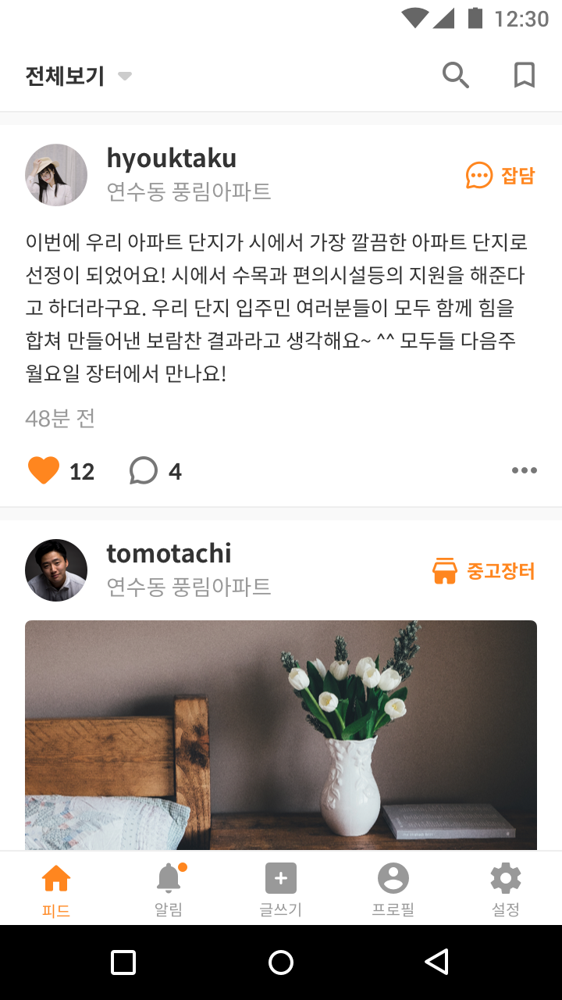 12:30
전체보기
hyouktaku
연수동 풍림아파트
잡담
이번에 우리 아파트 단지가 시에서 가장 깔끔한 아파트 단지로
선정이 되었어요! 시에서 수목과 편의시설등의 지원을 해준다
고 하더라구요. 우리 단지 입주민 여러분들이 모두 함께 힘을
합쳐 만들어낸 보람찬 결과라고 생각해요~ ^^ 모두들 다음주
월요일 장터에서 만나요!
48분 전
12 4
tomotachi
연수동 풍림아파트
중고장터
피드 알림 글쓰기 프로필 설정